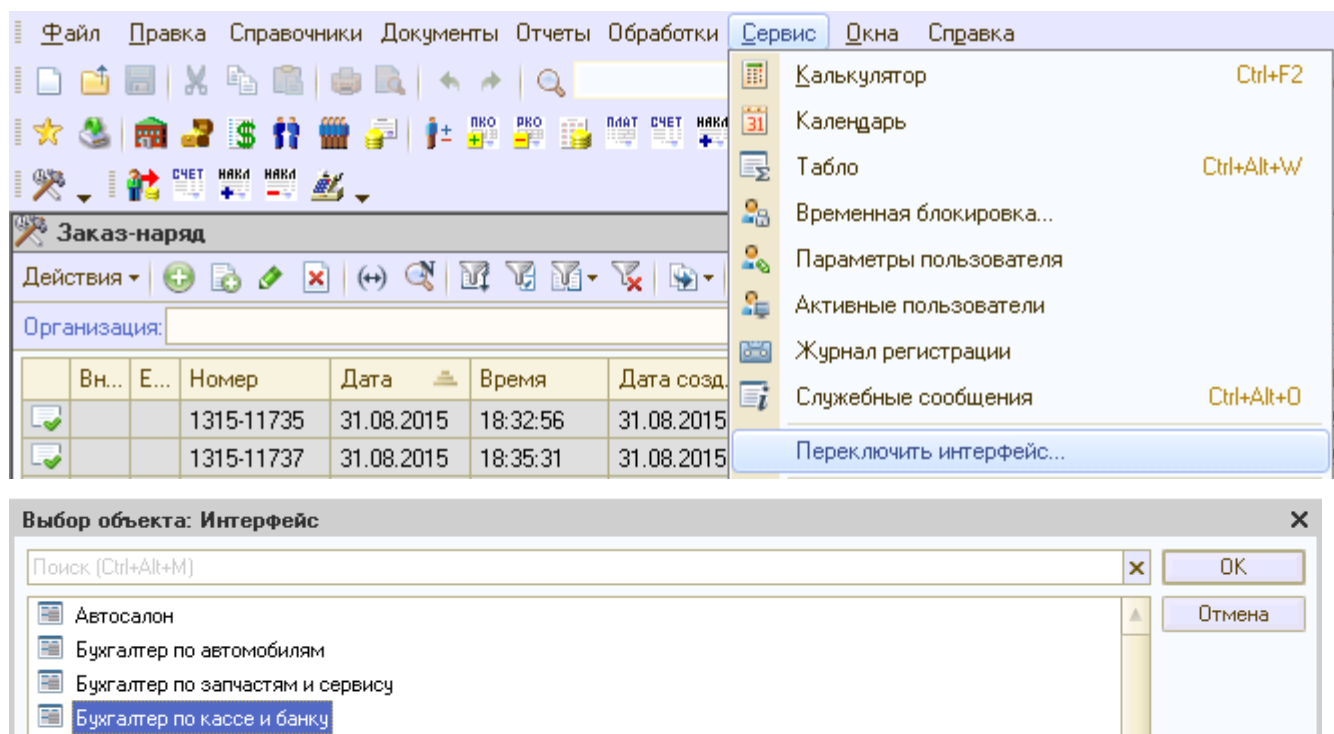 Файл Правка Справочники Документы Отчеты Обработки Сервис Окна Справка
Калькулятор Ctrl+F2
ПКО РКО ПЛАТ СЧЕТ НАКЛ 31 Календарь
Табло Ctrl+Alt+W
СЧЕТ НАКЛ НАКЛ
Временная блокировка...
Заказ-наряд
Параметры пользователя
Действия
Активные пользователи
Организация:
Журнал регистрации
Вн... Е... Номер Дата Время Дата созд.
Служебные сообщения Ctrl+Alt+O
1315-11735 31.08.2015 18:32:56 31.08.2015
Переключить интерфейс...
1315-11737 31.08.2015 18:35:31 31.08.2015
Выбор объекта: Интерфейс
Поиск (Ctrl+Alt+M) OK
Автосалон Отмена
Бухгалтер по автомобилям
Бухгалтер по запчастям и сервису
Бухгалтер по кассе и банку